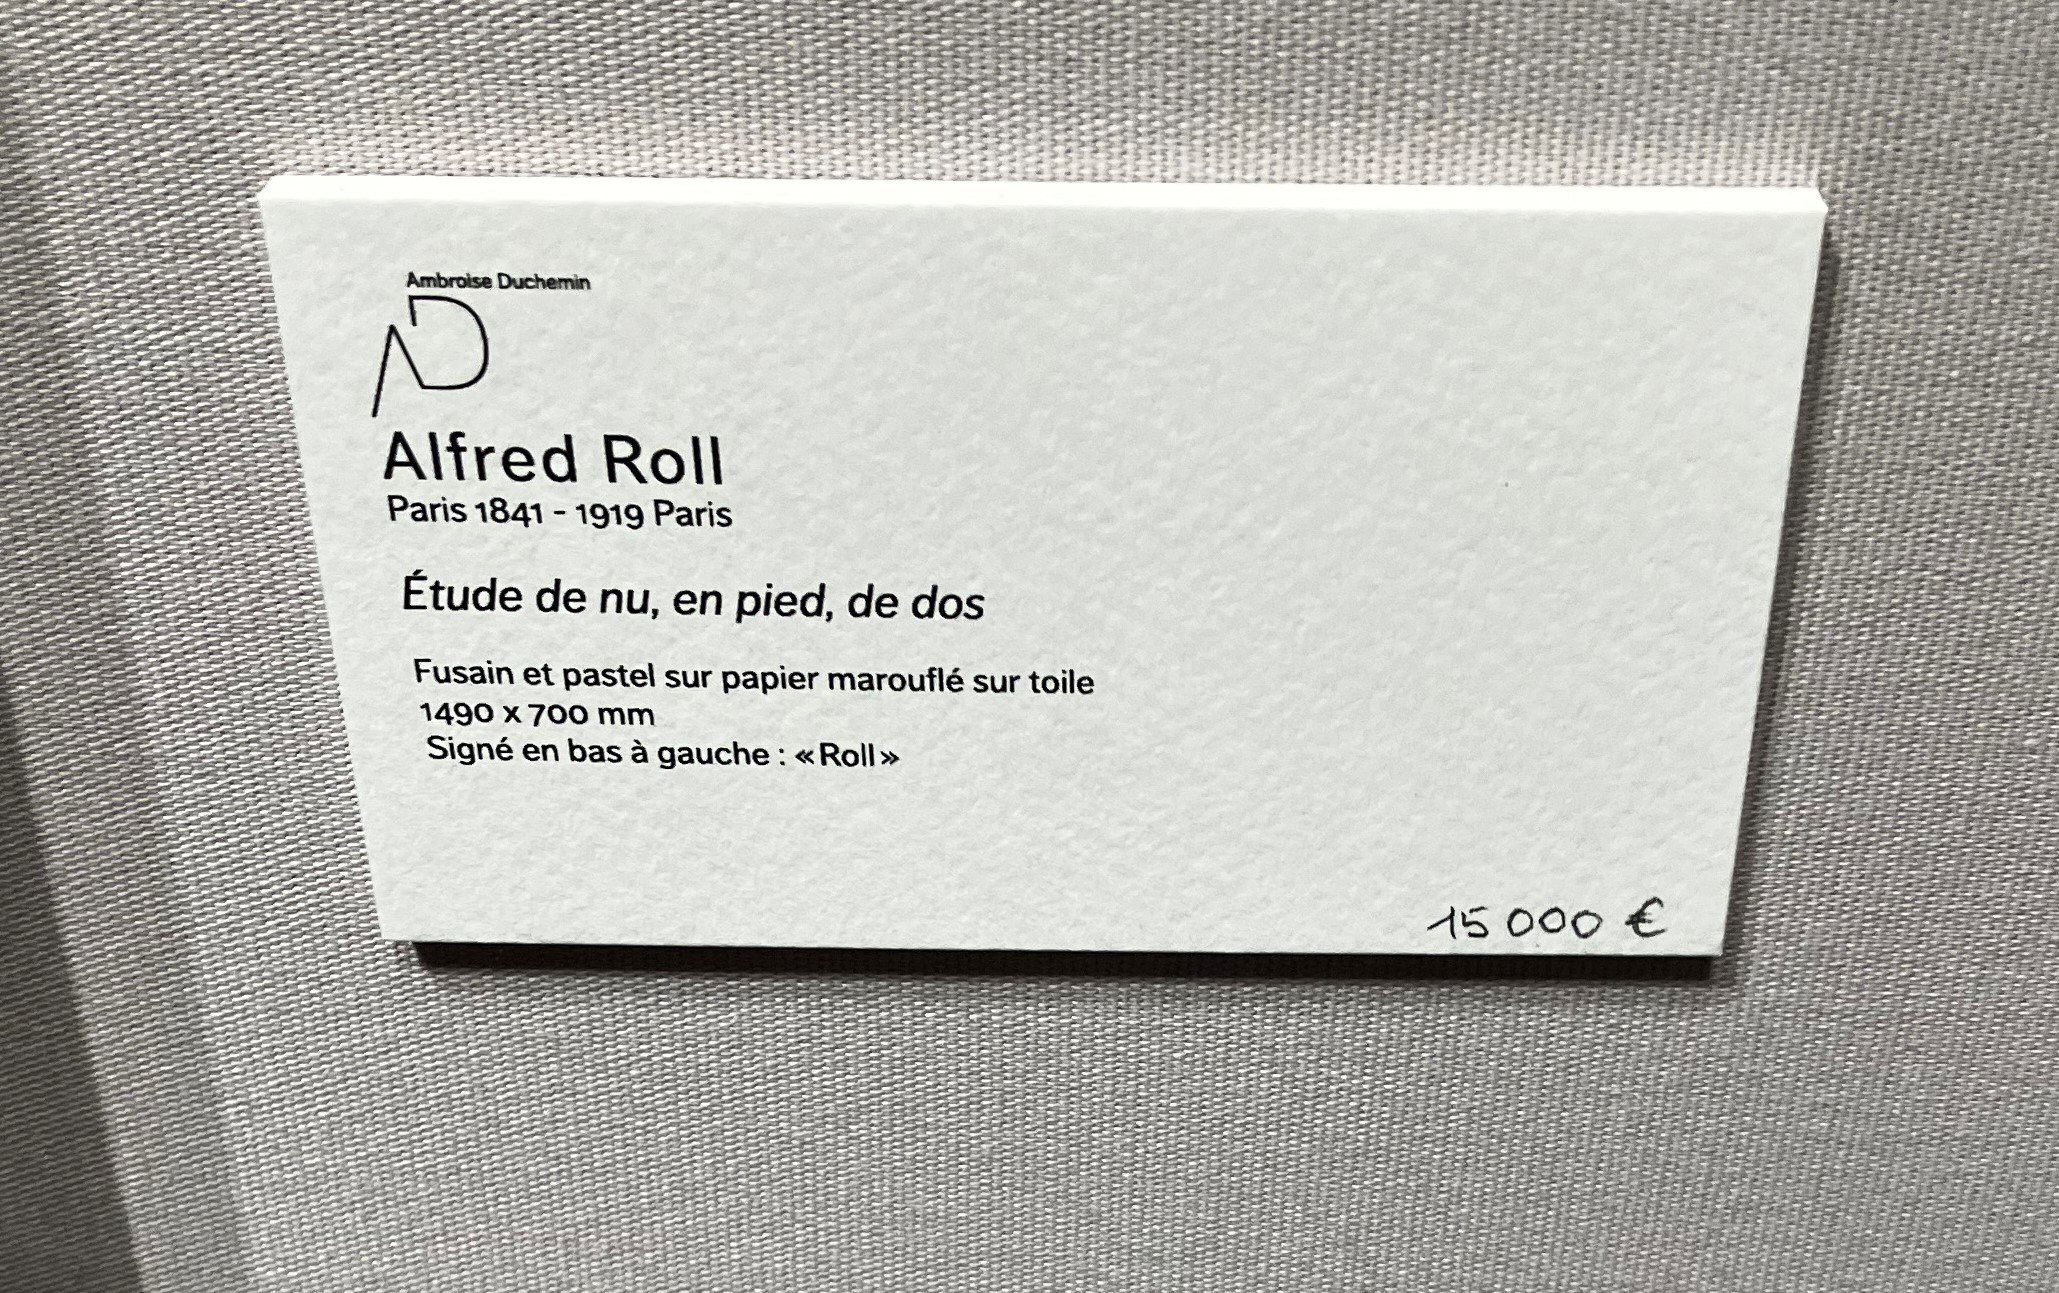 Ambroise Duchemin
AD
Alfred Roll
Paris 1841 - 1919 Paris
Étude de nu, en pied, de dos
Fusain et pastel sur papier marouflé sur toile
1490 x 700 mm
Signé en bas à gauche : «Roll»
15 000 €